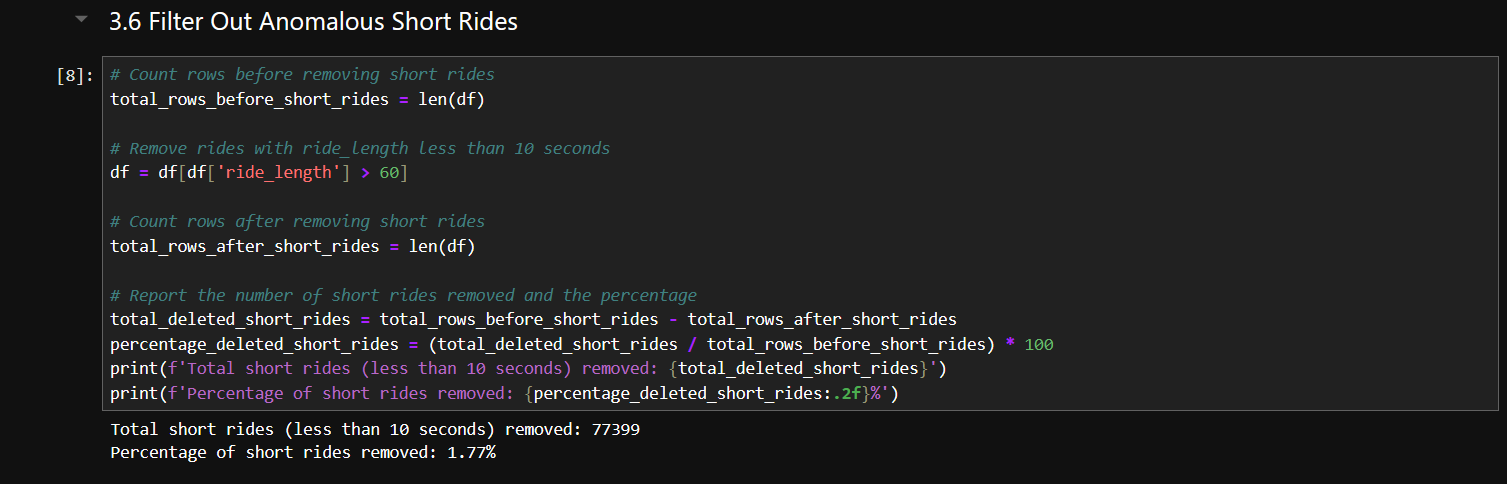 3.6 Filter Out Anomalous Short Rides
[8]:
# Count rows before removing short rides
total_rows_before_short_rides = len(df)
# Remove rides with ride_length less than 10 seconds
df = df[df['ride_length'] > 60]
# Count rows after removing short rides
total_rows_after_short_rides = len(df)
# Report the number of short rides removed and the percentage
total_deleted_short_rides = total_rows_before_short_rides - total_rows_after_short_rides
percentage_deleted_short_rides = (total_deleted_short_rides / total_rows_before_short_rides) * 100
print(f'Total short rides (less than 10 seconds) removed: {total_deleted_short_rides}')
print(f'Percentage of short rides removed: {percentage_deleted_short_rides:.2f}%')
Total short rides (less than 10 seconds) removed: 77399
Percentage of short rides removed: 1.77%